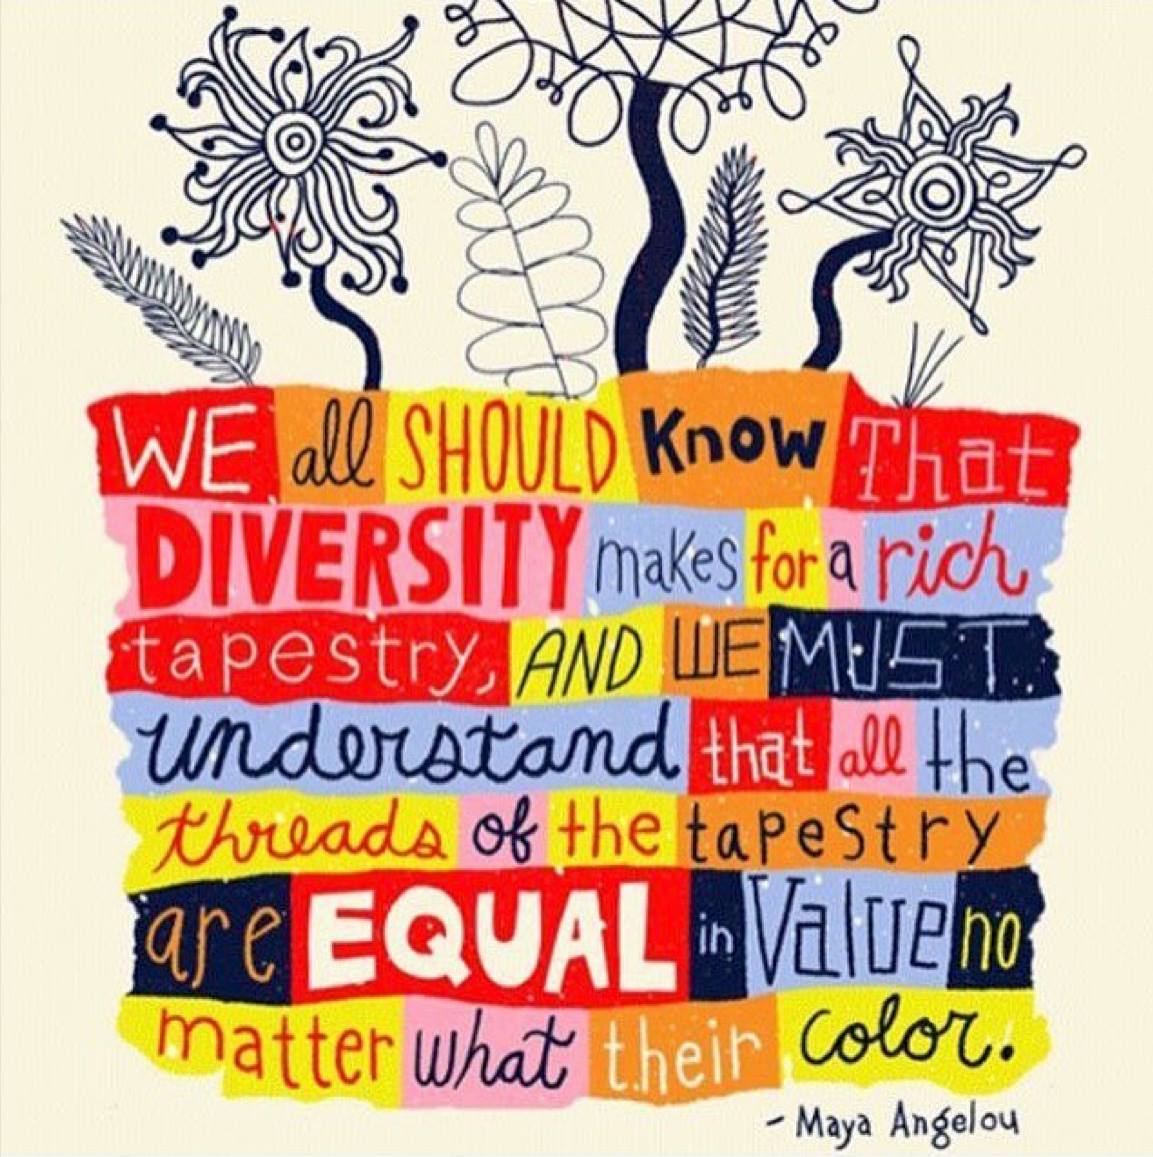 WE all SHOULD Know That
DIVERSITY makes for a rich
tapestry, AND WE MUST
understand that all the
threads of the tapestry
are EQUAL in Value no
matter what their color.
- Maya Angelou